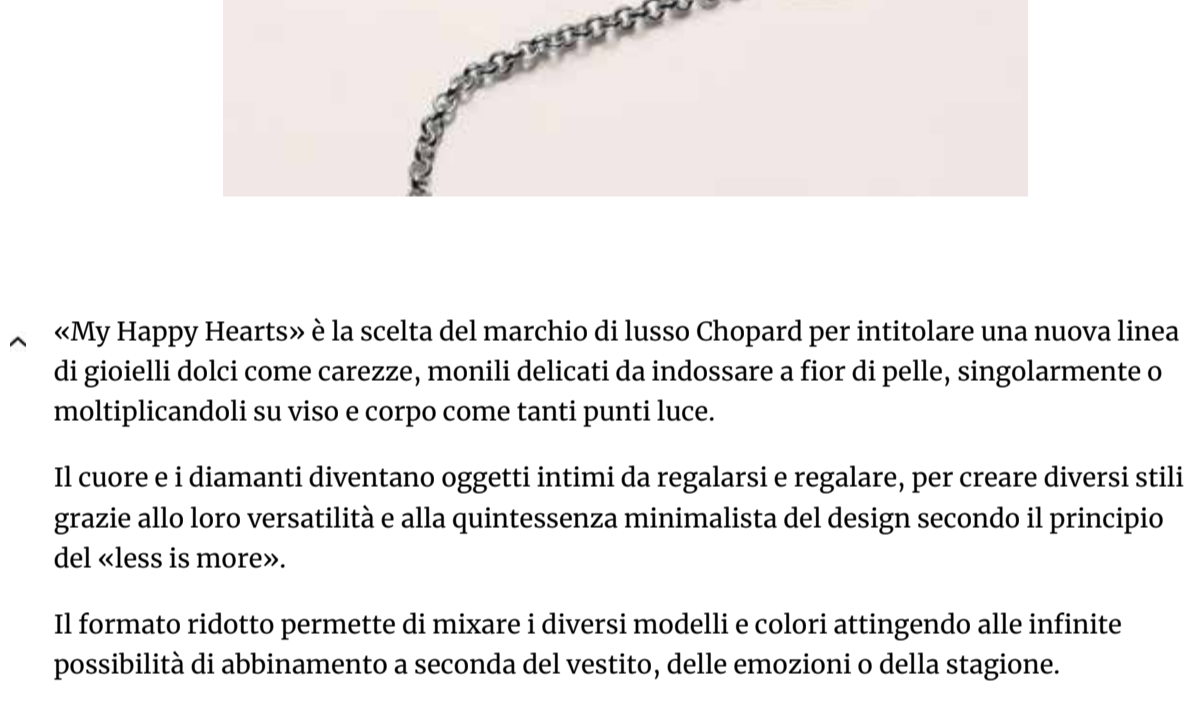 «My Happy Hearts» è la scelta del marchio di lusso Chopard per intitolare una nuova linea
di gioielli dolci come carezze, monili delicati da indossare a fior di pelle, singolarmente o
moltiplicandoli su viso e corpo come tanti punti luce.
Il cuore e i diamanti diventano oggetti intimi da regalarsi e regalare, per creare diversi stili
grazie allo loro versatilità e alla quintessenza minimalista del design secondo il principio
del «less is more».
Il formato ridotto permette di mixare i diversi modelli e colori attingendo alle infinite
possibilità di abbinamento a seconda del vestito, delle emozioni o della stagione.